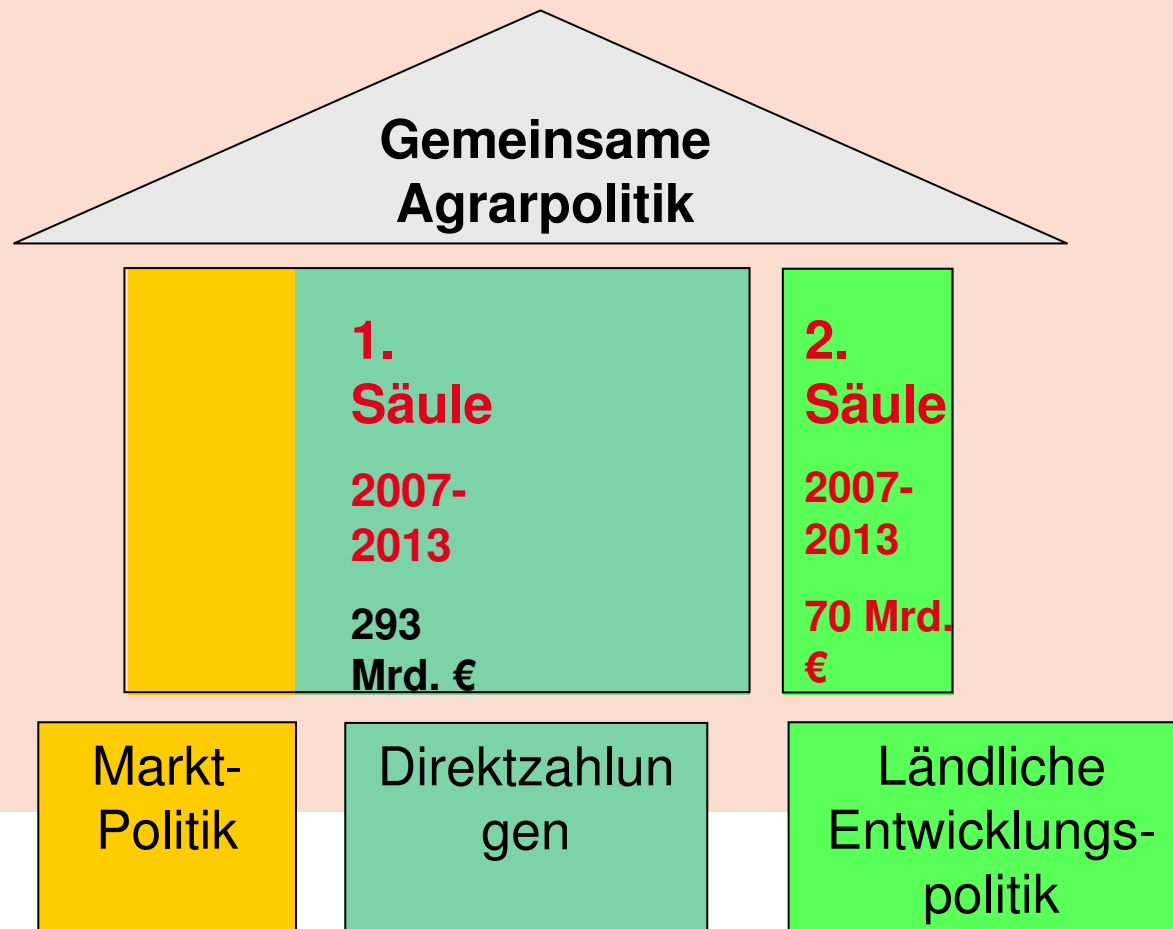 Gemeinsame
Agrarpolitik
1.
Säule
2007-
2013
293
Mrd. €
2.
Säule
2007-
2013
70 Mrd.
€
Markt-
Politik
Direktzahlun
gen
Ländliche
Entwicklungs-
politik